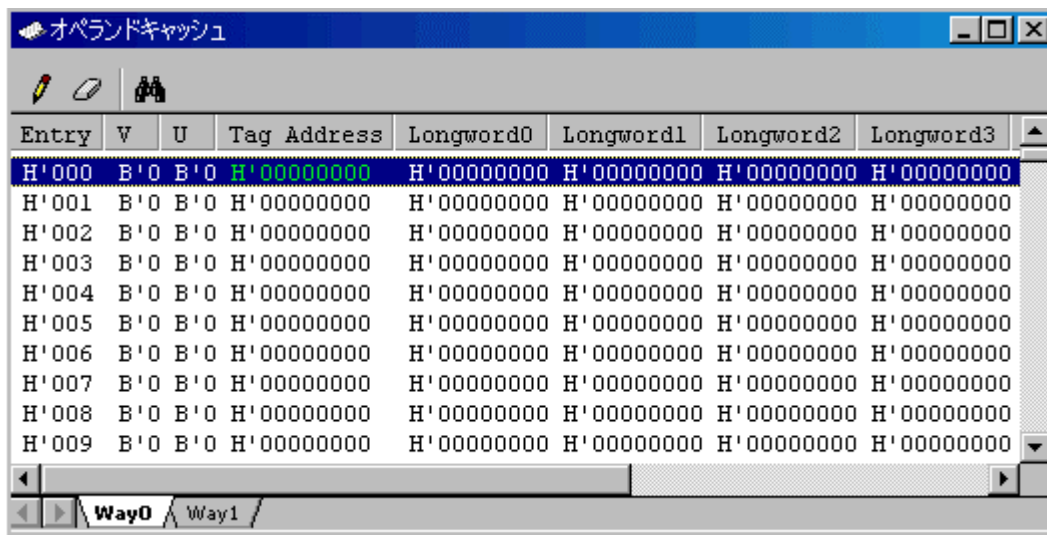 オペランドキャッシュ
Entry V U Tag Address Longword0 Longword1 Longword2 Longword3
H'000 B'0 B'0 H'00000000 H'00000000 H'00000000 H'00000000 H'00000000
H'001 B'0 B'0 H'00000000 H'00000000 H'00000000 H'00000000 H'00000000
H'002 B'0 B'0 H'00000000 H'00000000 H'00000000 H'00000000 H'00000000
H'003 B'0 B'0 H'00000000 H'00000000 H'00000000 H'00000000 H'00000000
H'004 B'0 B'0 H'00000000 H'00000000 H'00000000 H'00000000 H'00000000
H'005 B'0 B'0 H'00000000 H'00000000 H'00000000 H'00000000 H'00000000
H'006 B'0 B'0 H'00000000 H'00000000 H'00000000 H'00000000 H'00000000
H'007 B'0 B'0 H'00000000 H'00000000 H'00000000 H'00000000 H'00000000
H'008 B'0 B'0 H'00000000 H'00000000 H'00000000 H'00000000 H'00000000
H'009 B'0 B'0 H'00000000 H'00000000 H'00000000 H'00000000 H'00000000
Way0 Way1